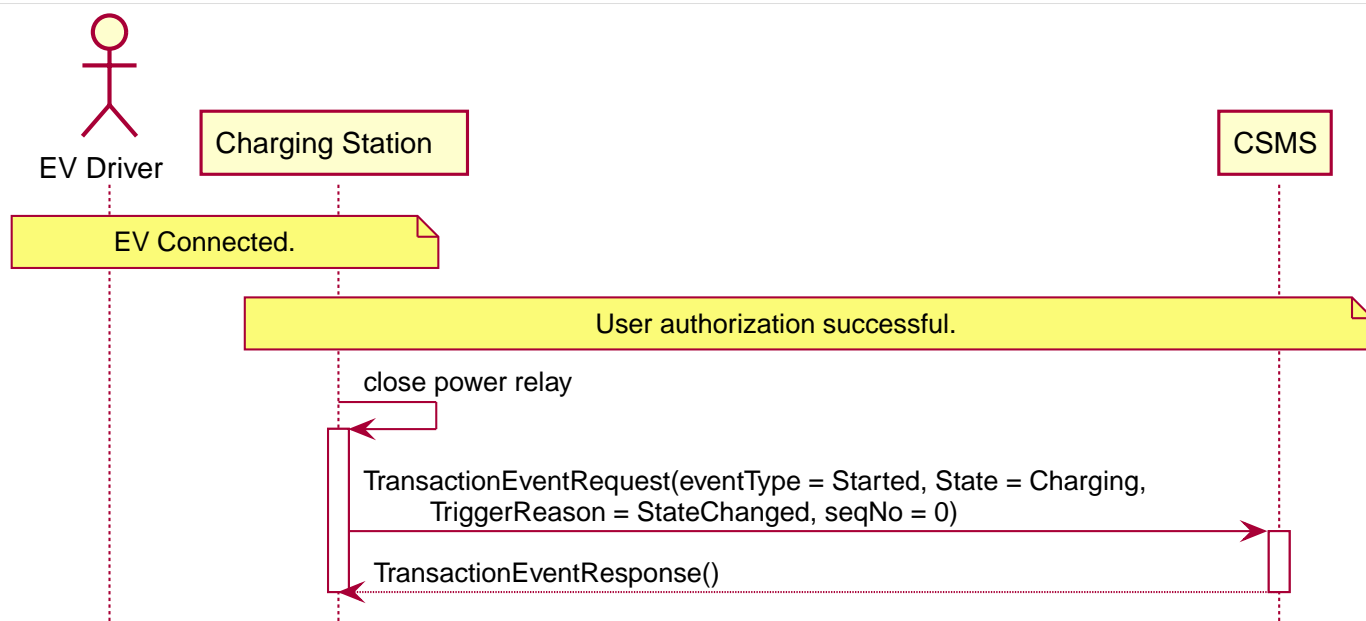 EV Driver
Charging Station
CSMS
EV Connected.
User authorization successful.
close power relay
TransactionEventRequest(eventType = Started, State = Charging,
TriggerReason = StateChanged, seqNo = 0)
TransactionEventResponse()